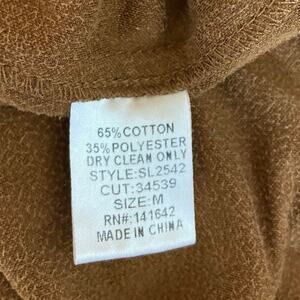 65%COTTON
35%POLYESTER
DRY CLEAN ONLY
STYLE:SL2542
CUT:34539
SIZE:M
RN#:141642
MADE IN CHINA